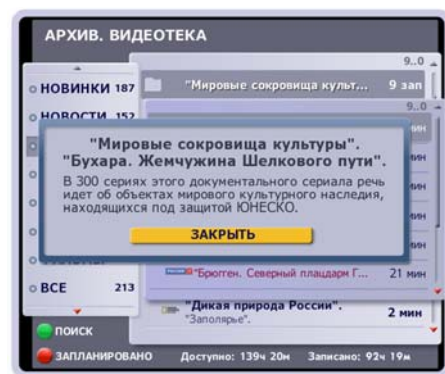 АРХИВ. ВИДЕОТЕКА
9..0
НОВИНКИ 187
"Мировые сокровища культ... 9 зап
9..0
НОВОСТИ 152
мин
"Мировые сокровища культуры".
"Бухара. Жемчужина Шелкового пути".
В 300 сериях этого документального сериала речь
идет об объектах мирового культурного наследия,
находящихся под защитой ЮНЕСКО.
ЗАКРЫТЬ
мин
мин
мин
мин
"Брюгген. Северный плацдарм Г... 21 мин
ВСЕ 213
"Дикая природа России".
"Заполярье".
2 мин
ПОИСК
ЗАПЛАНИРОВАНО Доступно: 139ч 20м Записано: 92ч 19м